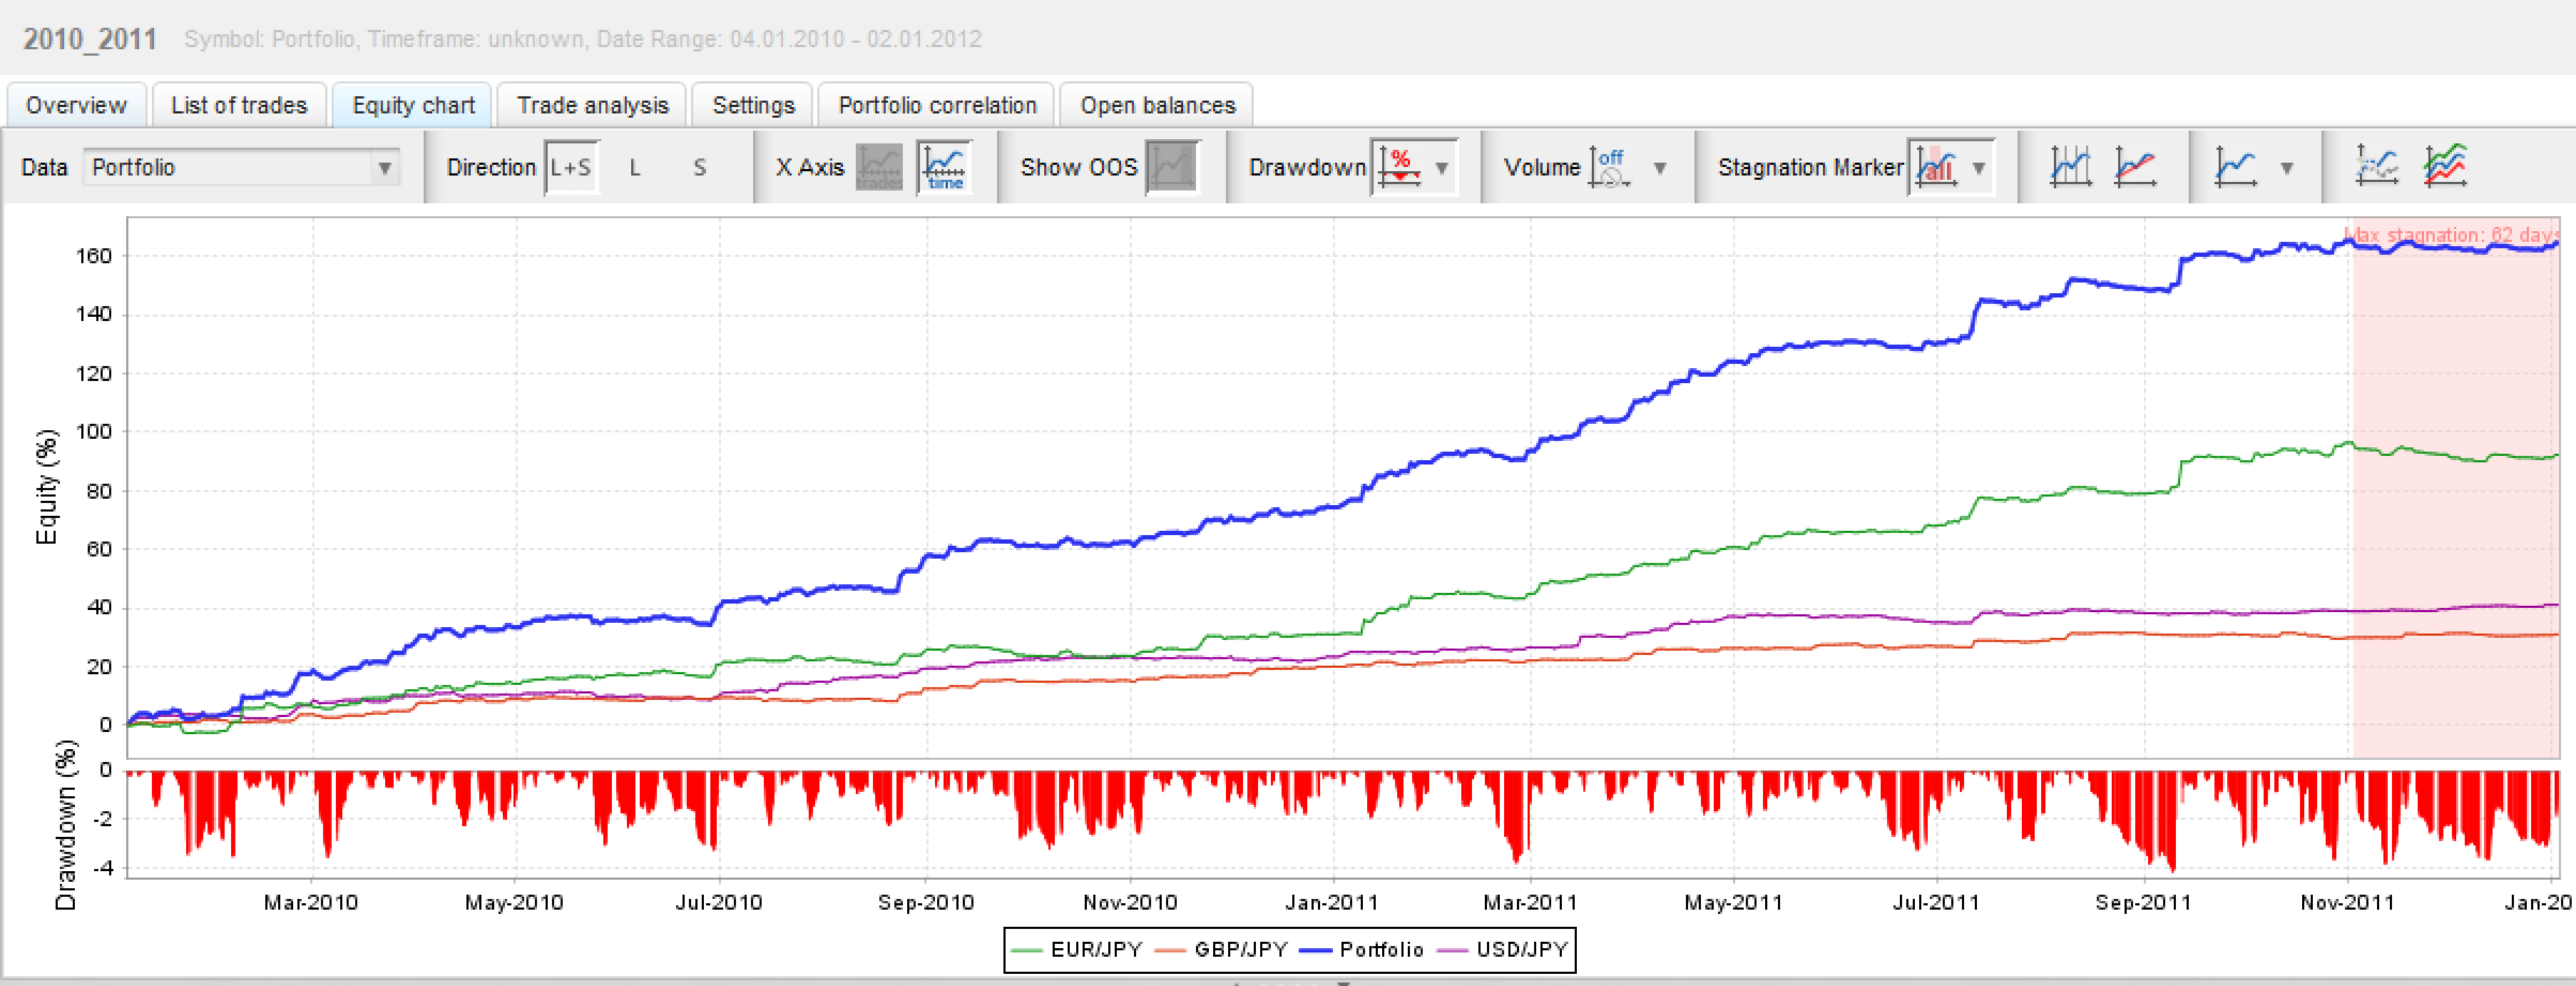 2010_2011 Symbol: Portfolio, Timeframe: unknown, Date Range: 04.01.2010 - 02.01.2012
Overview List of trades Equity chart Trade analysis Settings Portfolio correlation Open balances
Data Portfolio Direction L+S L S X Axis trades time Show OOS Drawdown % Volume off Stagnation Marker all
Max stagnation: 62 days
Equity (%)
160
140
120
100
80
60
40
20
0
Drawdown (%)
0
-2
-4
Mar-2010 May-2010 Jul-2010 Sep-2010 Nov-2010 Jan-2011 Mar-2011 May-2011 Jul-2011 Sep-2011 Nov-2011 Jan-20
EUR/JPY GBP/JPY Portfolio USD/JPY